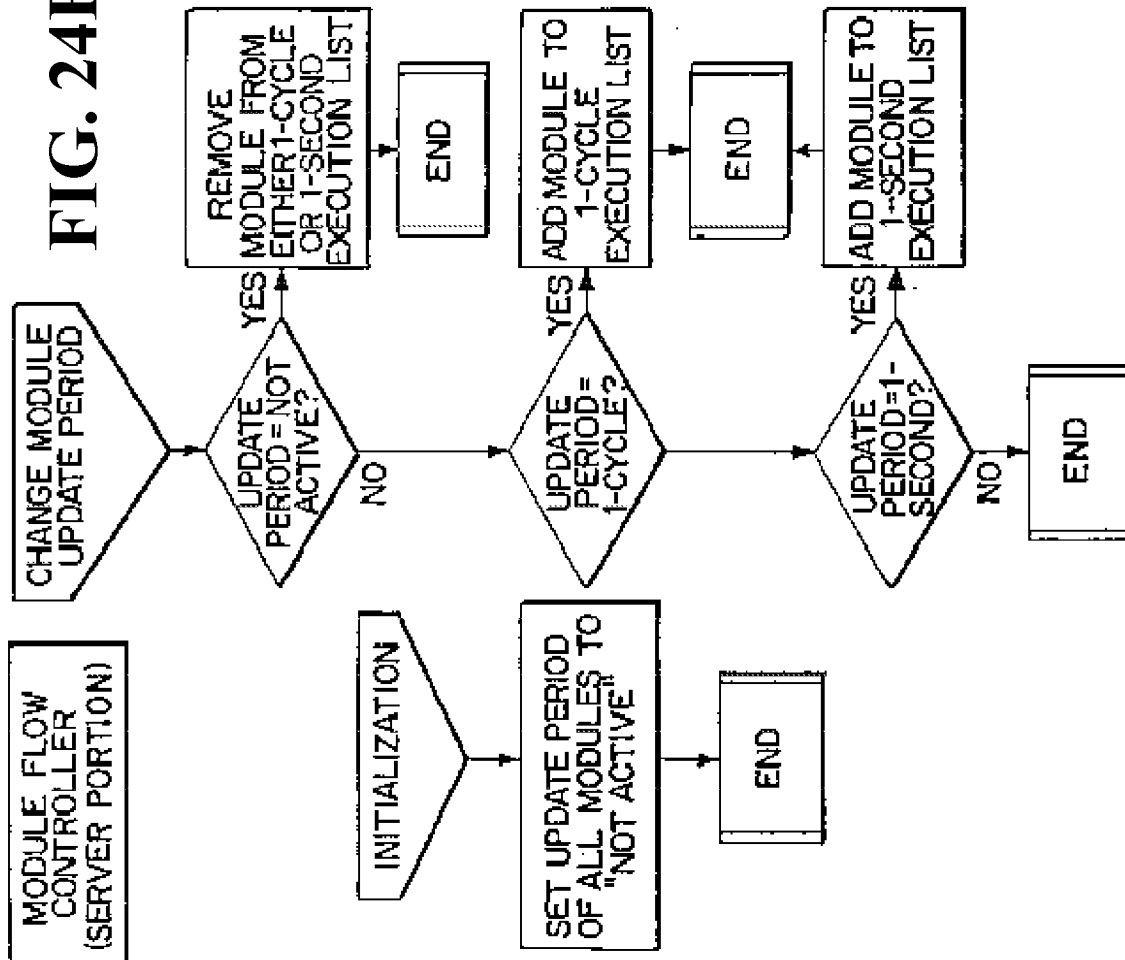 FIG. 24B
MODULE FLOW
CONTROLLER
(SERVER PORTION)
INITIALIZATION
SET UPDATE PERIOD
OF ALL MODULES TO
"NOT ACTIVE"
END
CHANGE MODULE
UPDATE PERIOD
UPDATE
PERIOD = NOT
ACTIVE?
YES
NO
REMOVE
MODULE FROM
EITHER 1-CYCLE
OR 1-SECOND
EXECUTION LIST
END
UPDATE
PERIOD=
1-CYCLE?
YES
ADD MODULE TO
1-CYCLE
EXECUTION LIST
END
UPDATE
PERIOD=1-
SECOND?
YES
NO
ADD MODULE TO
1-SECOND
EXECUTION LIST
END